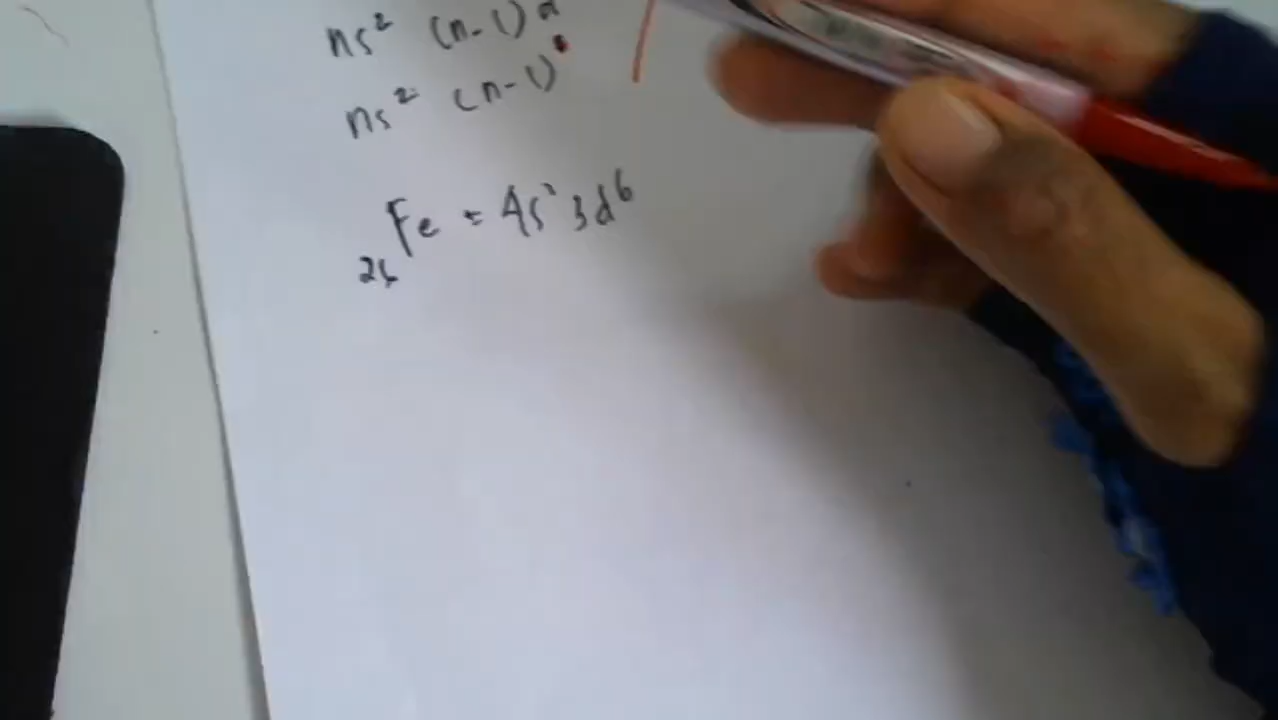 ns² (n-1)d
ns² (n-1)
₂₆Fe = 4s² 3d⁶